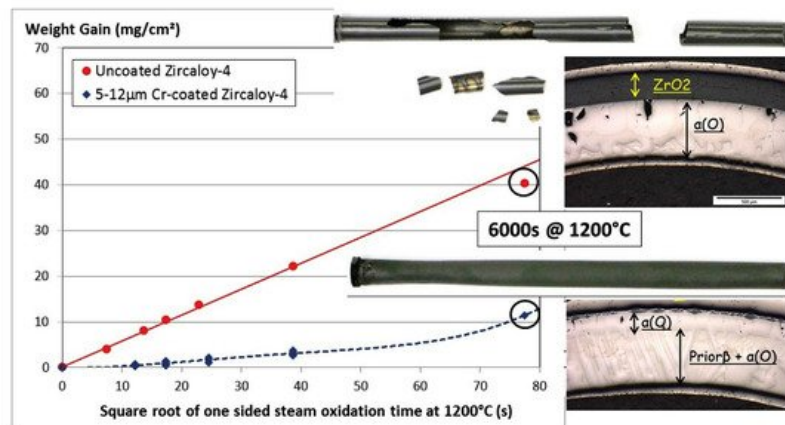 Weight Gain (mg/cm²)
70
60
50
40
30
20
10
0
0
10
20
30
40
50
60
70
80
Square root of one sided steam oxidation time at 1200°C (s)
Uncoated Zircaloy-4
5-12µm Cr-coated Zircaloy-4
6000s @ 1200°C
ZrO2
α(O)
α(O)
Priorβ + α(O)